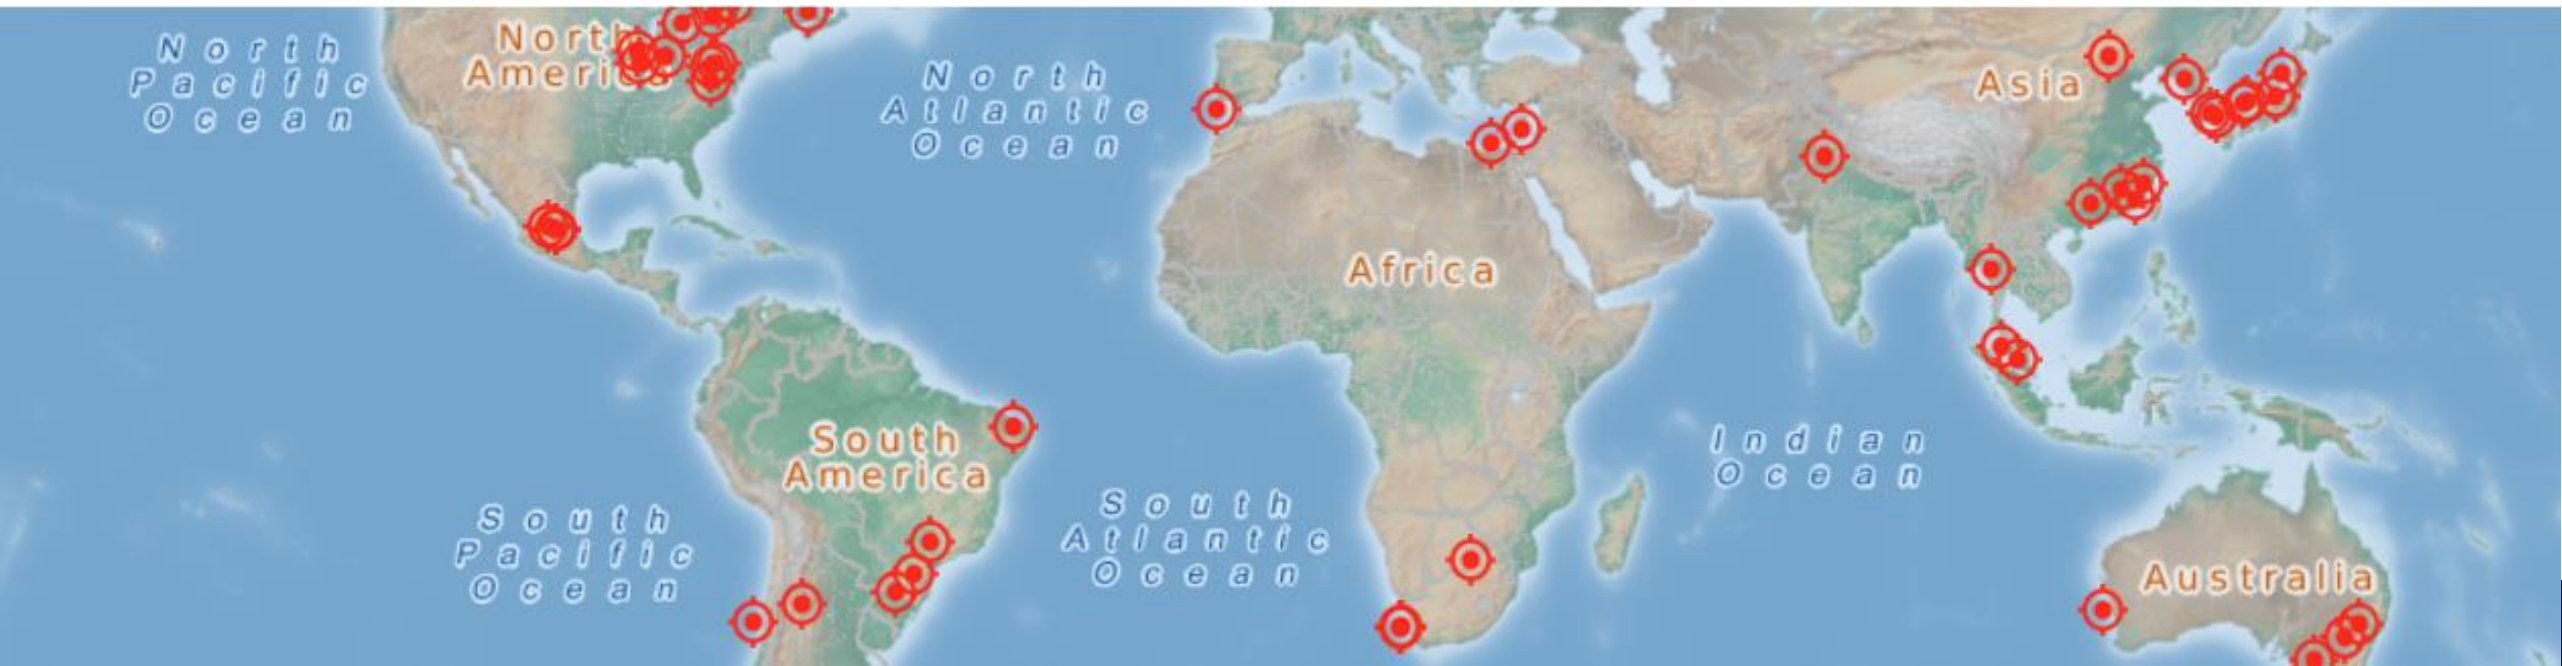 North
Pacific
Ocean
North
America
North
Atlantic
Ocean
Asia
Africa
South
America
South
Pacific
Ocean
South
Atlantic
Ocean
Indian
Ocean
Australia